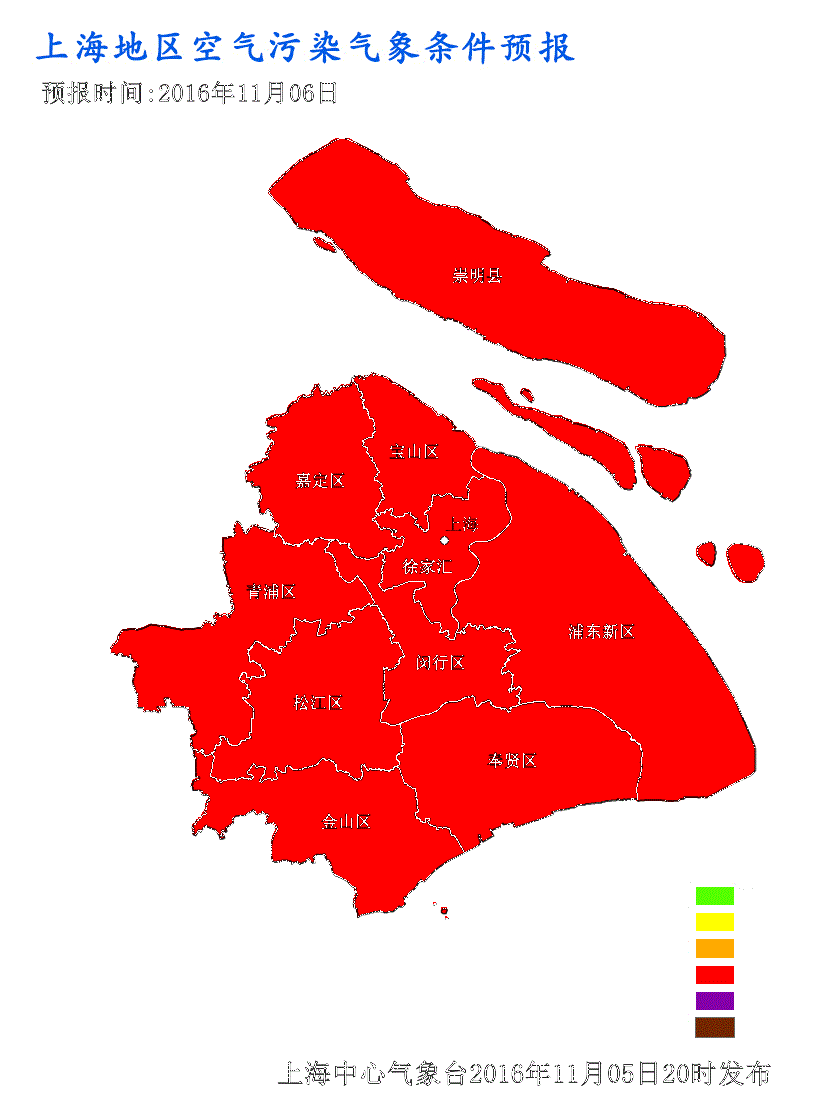 上海地区空气污染气象条件预报
预报时间:2016年11月06日
崇明县
宝山区
嘉定区
上海
徐家汇
青浦区
浦东新区
闵行区
松江区
奉贤区
金山区
上海中心气象台2016年11月05日20时发布